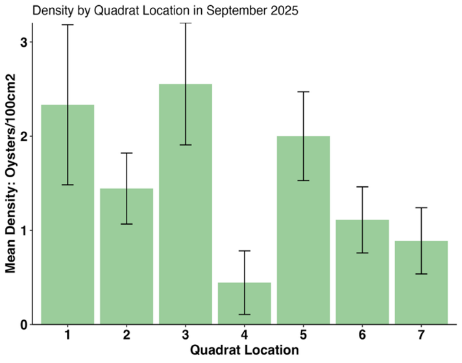 Density by Quadrat Location in September 2025
Mean Density: Oysters/100cm2
3
2
1
0
1 2 3 4 5 6 7
Quadrat Location